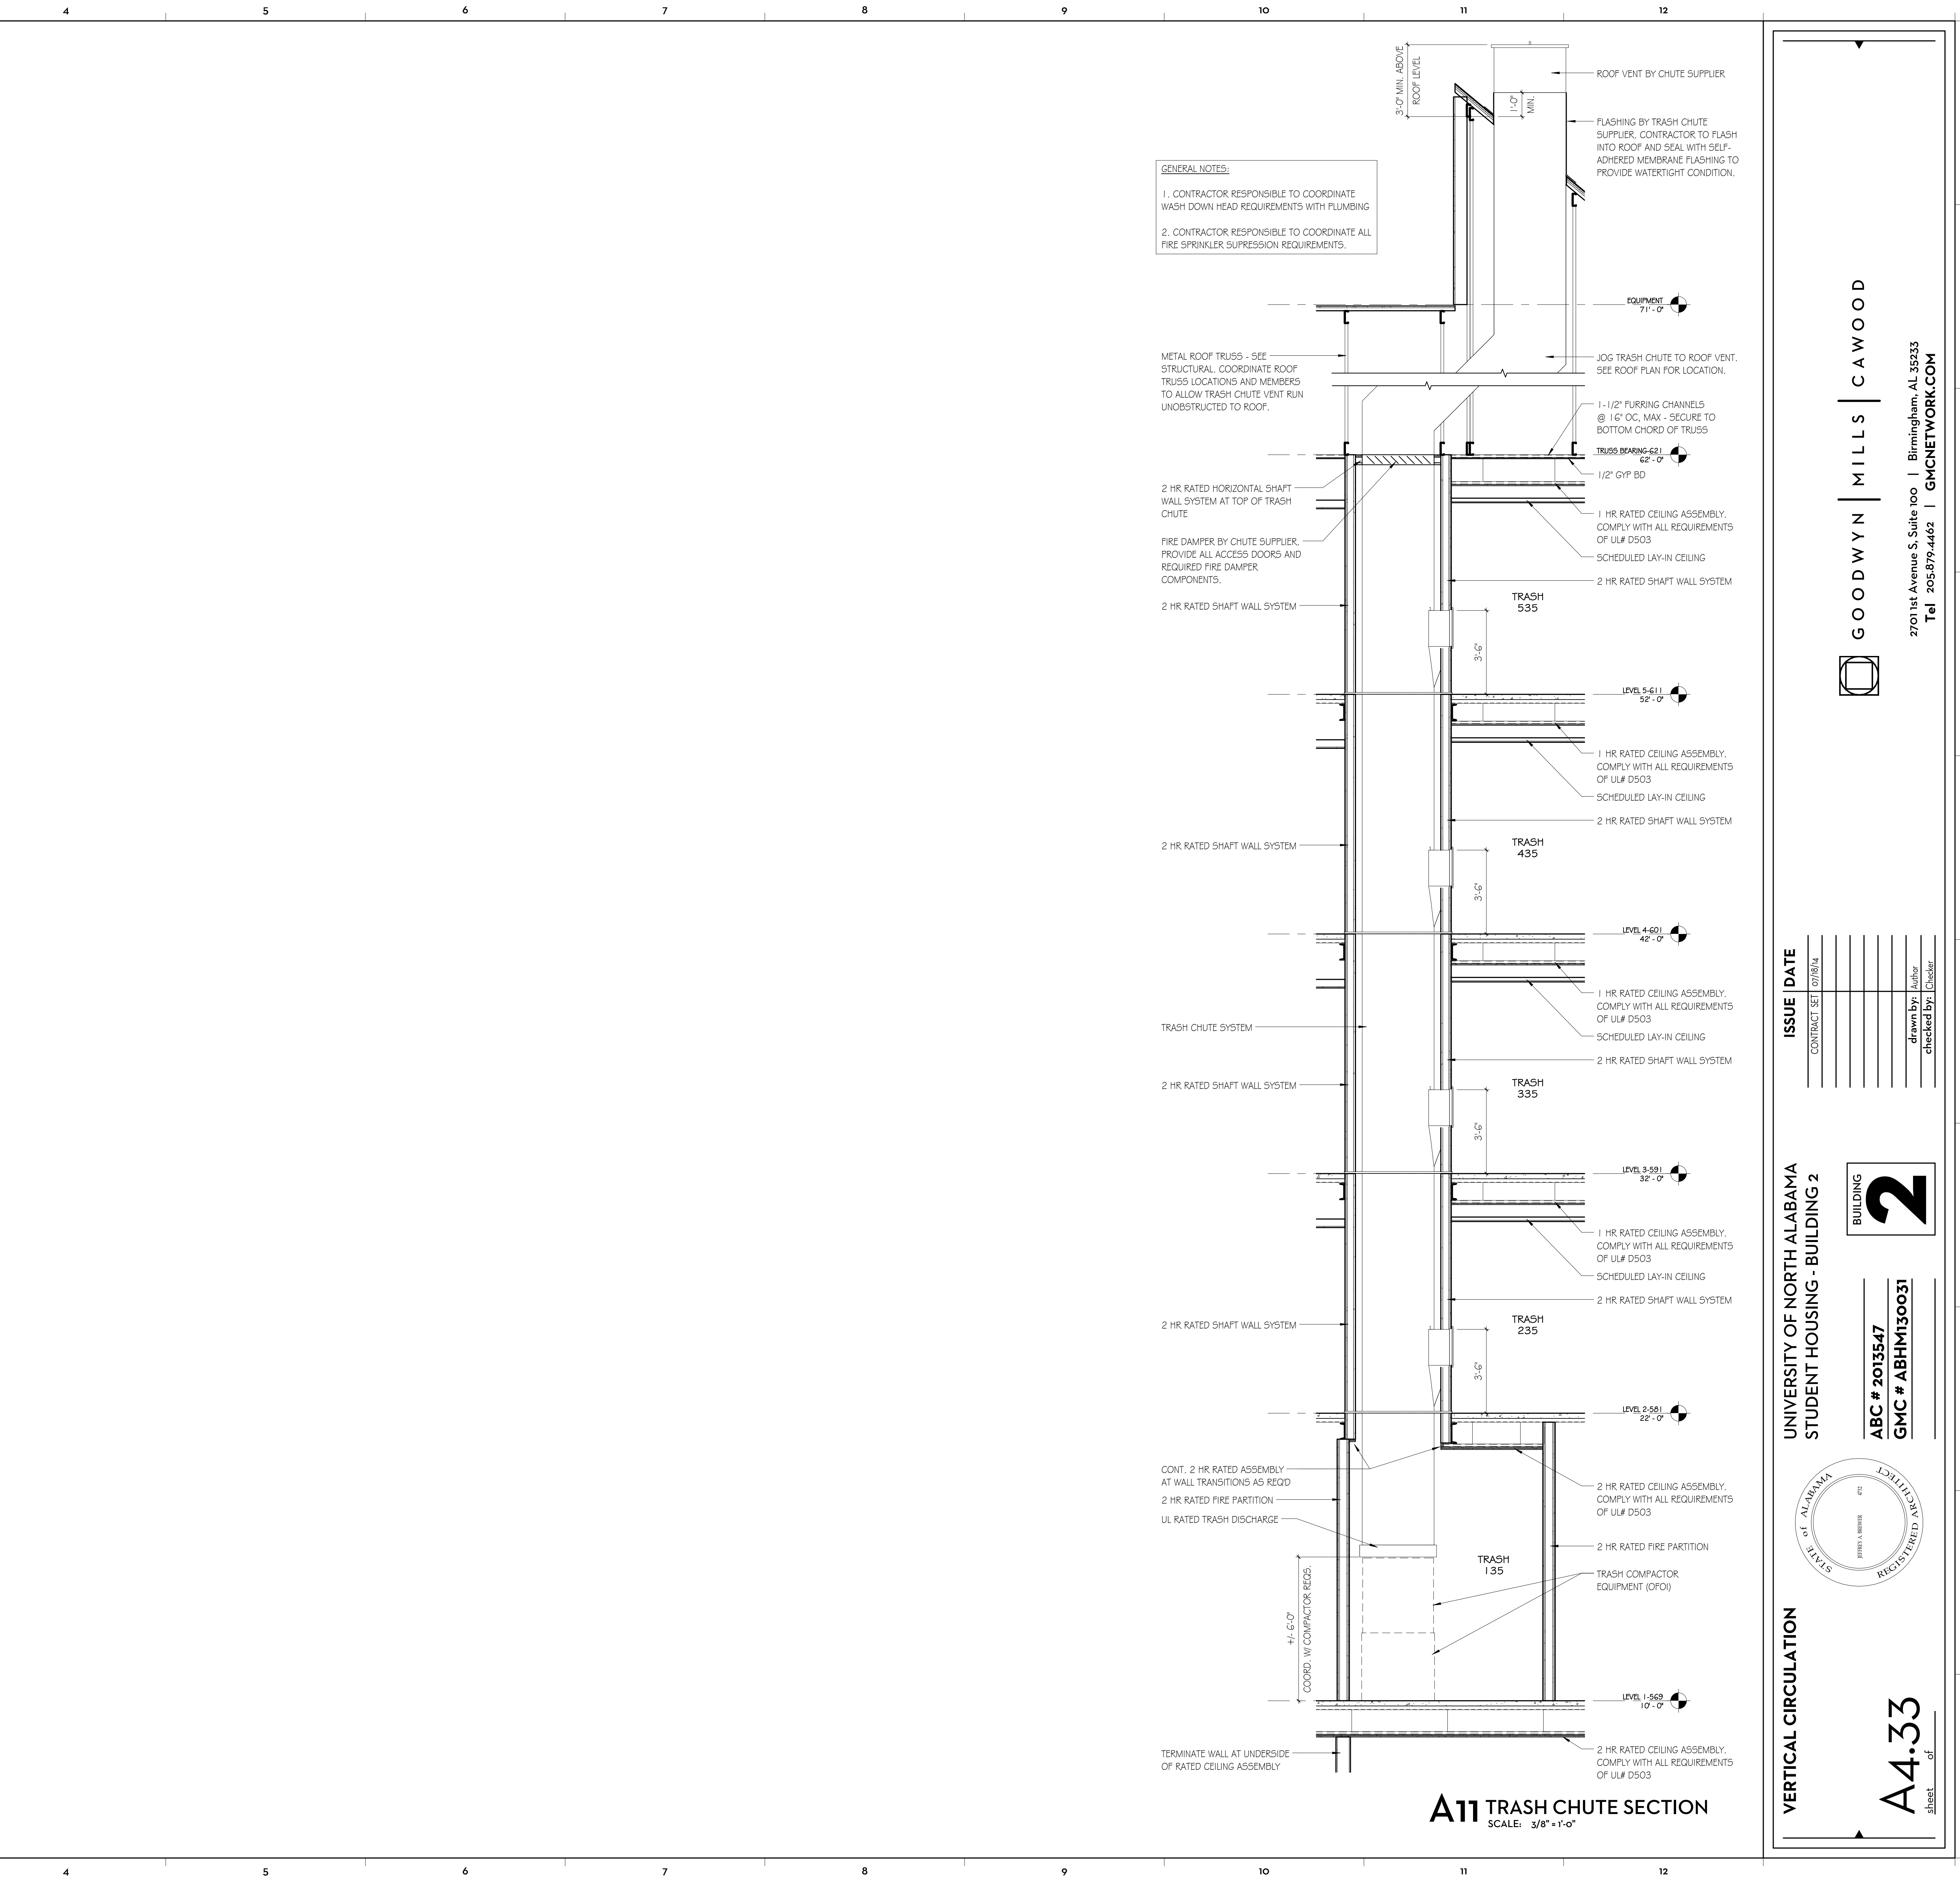 4 5 6 7 8 9 10 11 12
3'-0" MIN. ABOVE
ROOF LEVEL
1'-0"
MIN.
ROOF VENT BY CHUTE SUPPLIER
FLASHING BY TRASH CHUTE
SUPPLIER. CONTRACTOR TO FLASH
INTO ROOF AND SEAL WITH SELF-
ADHERED MEMBRANE FLASHING TO
PROVIDE WATERTIGHT CONDITION.
GENERAL NOTES:
1. CONTRACTOR RESPONSIBLE TO COORDINATE
WASH DOWN HEAD REQUIREMENTS WITH PLUMBING
2. CONTRACTOR RESPONSIBLE TO COORDINATE ALL
FIRE SPRINKLER SUPRESSION REQUIREMENTS.
EQUIPMENT
71' - 0"
METAL ROOF TRUSS - SEE
STRUCTURAL. COORDINATE ROOF
TRUSS LOCATIONS AND MEMBERS
TO ALLOW TRASH CHUTE VENT RUN
UNOBSTRUCTED TO ROOF.
JOG TRASH CHUTE TO ROOF VENT.
SEE ROOF PLAN FOR LOCATION.
1-1/2" FURRING CHANNELS
@ 16" OC, MAX - SECURE TO
BOTTOM CHORD OF TRUSS
TRUSS BEARING-621
62' - 0"
1/2" GYP BD
2 HR RATED HORIZONTAL SHAFT
WALL SYSTEM AT TOP OF TRASH
CHUTE
1 HR RATED CEILING ASSEMBLY.
COMPLY WITH ALL REQUIREMENTS
OF UL# D503
FIRE DAMPER BY CHUTE SUPPLIER.
PROVIDE ALL ACCESS DOORS AND
REQUIRED FIRE DAMPER
COMPONENTS.
SCHEDULED LAY-IN CEILING
2 HR RATED SHAFT WALL SYSTEM
TRASH
535
2 HR RATED SHAFT WALL SYSTEM
3'-6"
LEVEL 5-611
52' - 0"
1 HR RATED CEILING ASSEMBLY.
COMPLY WITH ALL REQUIREMENTS
OF UL# D503
SCHEDULED LAY-IN CEILING
2 HR RATED SHAFT WALL SYSTEM
TRASH
435
2 HR RATED SHAFT WALL SYSTEM
3'-6"
LEVEL 4-601
42' - 0"
1 HR RATED CEILING ASSEMBLY.
COMPLY WITH ALL REQUIREMENTS
OF UL# D503
TRASH CHUTE SYSTEM
SCHEDULED LAY-IN CEILING
2 HR RATED SHAFT WALL SYSTEM
TRASH
335
2 HR RATED SHAFT WALL SYSTEM
3'-6"
LEVEL 3-591
32' - 0"
1 HR RATED CEILING ASSEMBLY.
COMPLY WITH ALL REQUIREMENTS
OF UL# D503
SCHEDULED LAY-IN CEILING
2 HR RATED SHAFT WALL SYSTEM
TRASH
235
2 HR RATED SHAFT WALL SYSTEM
3'-6"
LEVEL 2-581
22' - 0"
CONT. 2 HR RATED ASSEMBLY
AT WALL TRANSITIONS AS REQ'D
2 HR RATED FIRE PARTITION
UL RATED TRASH DISCHARGE
2 HR RATED CEILING ASSEMBLY.
COMPLY WITH ALL REQUIREMENTS
OF UL# D503
2 HR RATED FIRE PARTITION
TRASH
135
TRASH COMPACTOR
EQUIPMENT (OFOI)
+/- 6'-0"
COORD. W/ COMPACTOR REQS.
LEVEL 1-569
10' - 0"
TERMINATE WALL AT UNDERSIDE
OF RATED CEILING ASSEMBLY
2 HR RATED CEILING ASSEMBLY.
COMPLY WITH ALL REQUIREMENTS
OF UL# D503
A11 TRASH CHUTE SECTION
SCALE: 3/8" = 1'-0"
4 5 6 7 8 9 10 11 12
GOODWYN | MILLS | CAWOOD
2701 1st Avenue S, Suite 100 | Birmingham, AL 35233
Tel 205.879.4462 | GMCNETWORK.COM
ISSUE DATE
CONTRACT SET 07/18/14
drawn by: Author
checked by: Checker
UNIVERSITY OF NORTH ALABAMA
STUDENT HOUSING - BUILDING 2
BUILDING
2
ABC # 2013547
GMC # ABHM130031
STATE of ALABAMA
JEFFREY A. BREWER 4732
REGISTERED ARCHITECT
VERTICAL CIRCULATION
A4.33
sheet of